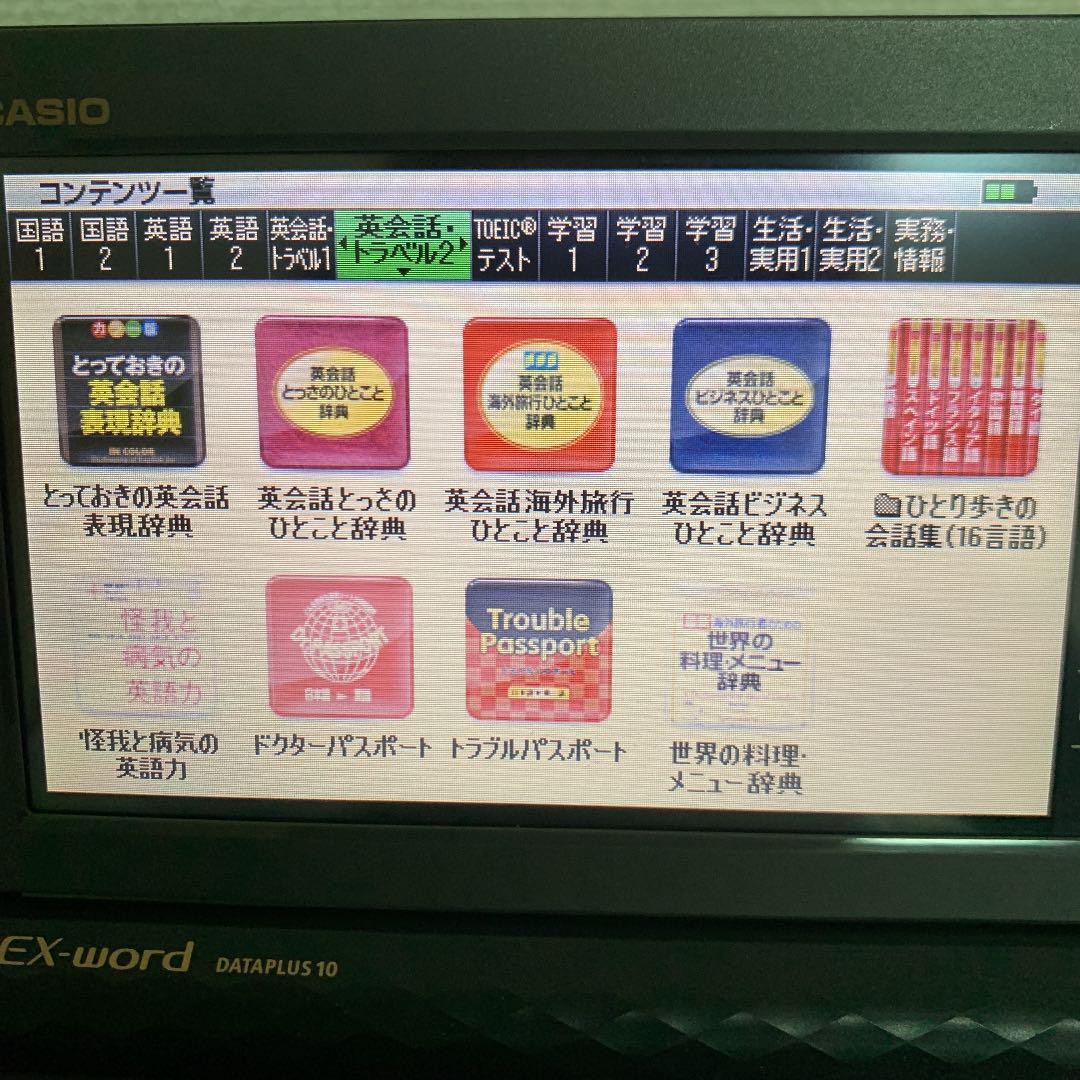 CASIO
コンテンツ一覧
国語
1
国語
2
英語
1
英語
2
英会話・
トラベル1
英会話・
トラベル2
TOEIC®
テスト
学習
1
学習
2
学習
3
生活・
実用1
生活・
実用2
実務・
情報
カラー版
とっておきの
英会話
表現辞典
IN COLOR
英会話
とっさのひとこと
辞典
英会話
海外旅行ひとこと
辞典
英会話
ビジネスひとこと
辞典
スペイン語
ドイツ語
フランス語
イタリア語
とっておきの英会話
表現辞典
英会話とっさの
ひとこと辞典
英会話海外旅行
ひとこと辞典
英会話ビジネス
ひとこと辞典
ひとり歩きの
会話集(16言語)
怪我と
病気の
英語力
Trouble
Passport
世界の
料理・メニュー
辞典
怪我と病気の
英語力
ドクターパスポート
トラブルパスポート
世界の料理・
メニュー辞典
EX-word DATAPLUS 10